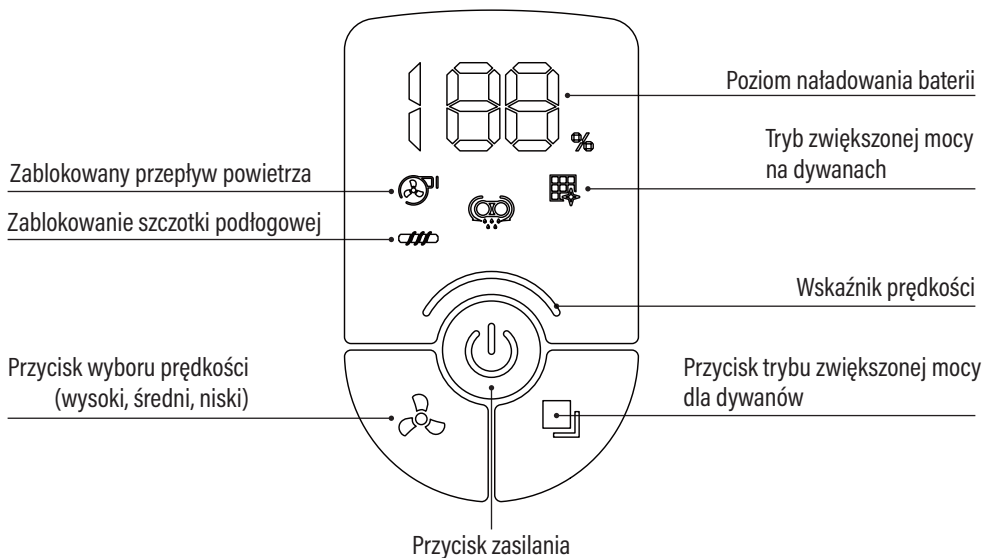 188
%
Poziom naładowania baterii
Tryb zwiększonej mocy
na dywanach
Zablokowany przepływ powietrza
Zablokowanie szczotki podłogowej
Wskaźnik prędkości
Przycisk wyboru prędkości
(wysoki, średni, niski)
Przycisk trybu zwiększonej mocy
dla dywanów
Przycisk zasilania